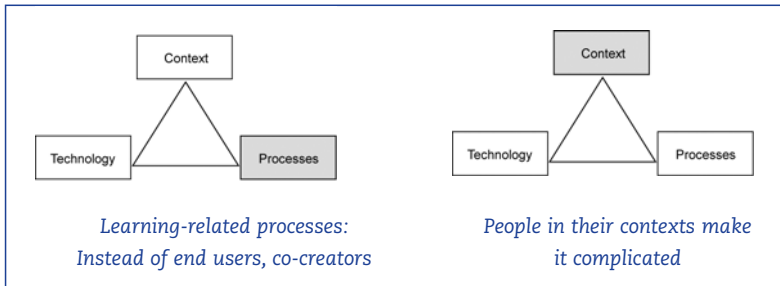 Context
Technology
Processes
Learning-related processes:
Instead of end users, co-creators
Context
Technology
Processes
People in their contexts make
it complicated